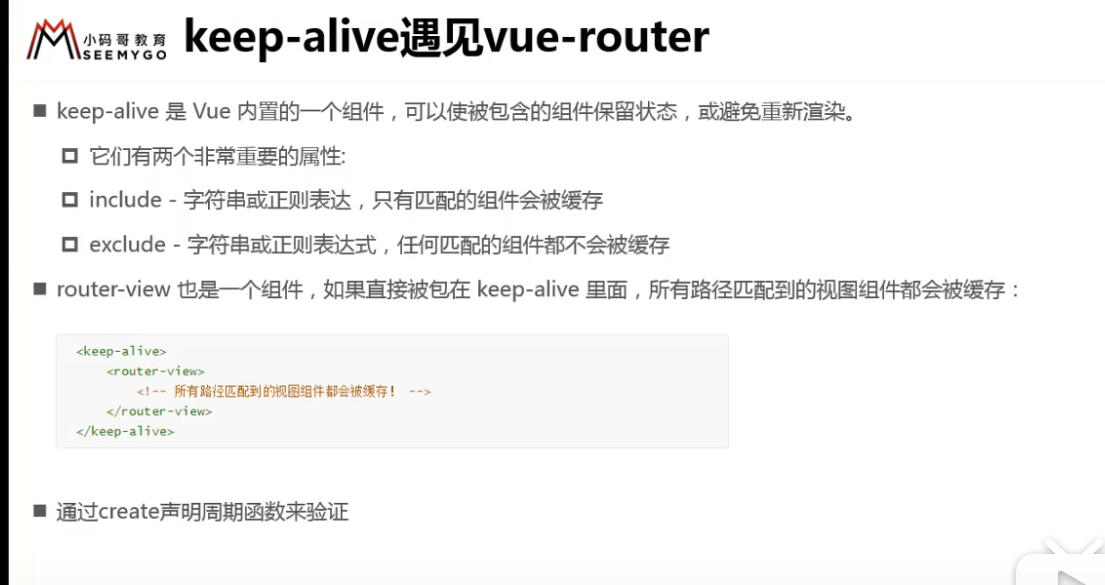 小码哥教育
SEEMYGO
keep-alive遇见vue-router
keep-alive 是 Vue 内置的一个组件，可以使被包含的组件保留状态，或避免重新渲染。
它们有两个非常重要的属性:
include - 字符串或正则表达，只有匹配的组件会被缓存
exclude - 字符串或正则表达式，任何匹配的组件都不会被缓存
router-view 也是一个组件，如果直接被包在 keep-alive 里面，所有路径匹配到的视图组件都会被缓存：
<keep-alive>
<router-view>
<!-- 所有路径匹配到的视图组件都会被缓存！ -->
</router-view>
</keep-alive>
通过create声明周期函数来验证